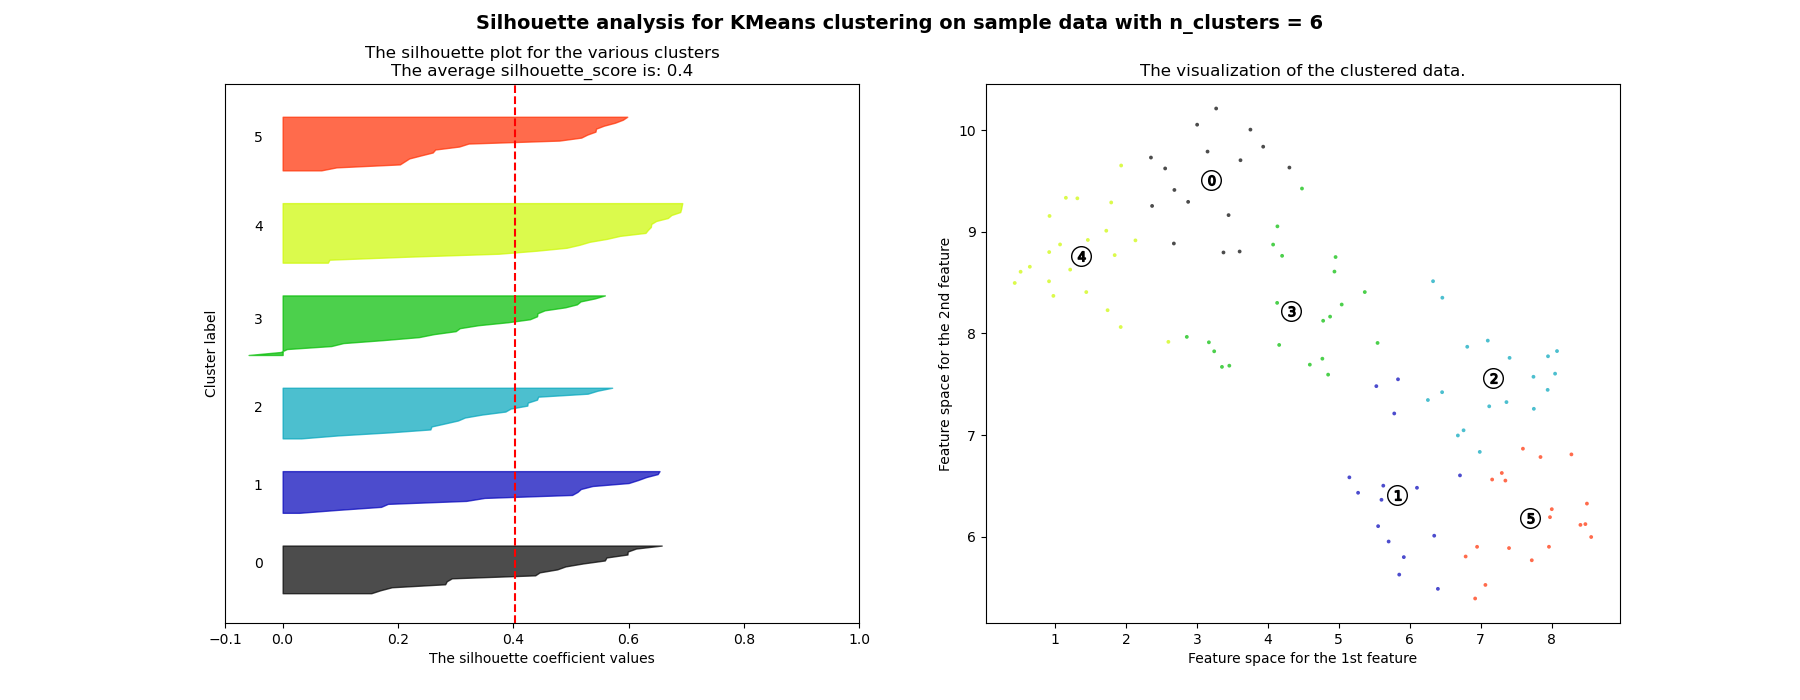 Silhouette analysis for KMeans clustering on sample data with n_clusters = 6
The silhouette plot for the various clusters
The average silhouette_score is: 0.4
5
4
3
2
1
0
Cluster label
−0.1 0.0 0.2 0.4 0.6 0.8 1.0
The silhouette coefficient values
The visualization of the clustered data.
10
9
8
7
6
Feature space for the 2nd feature
0
4
3
2
1
5
1 2 3 4 5 6 7 8
Feature space for the 1st feature